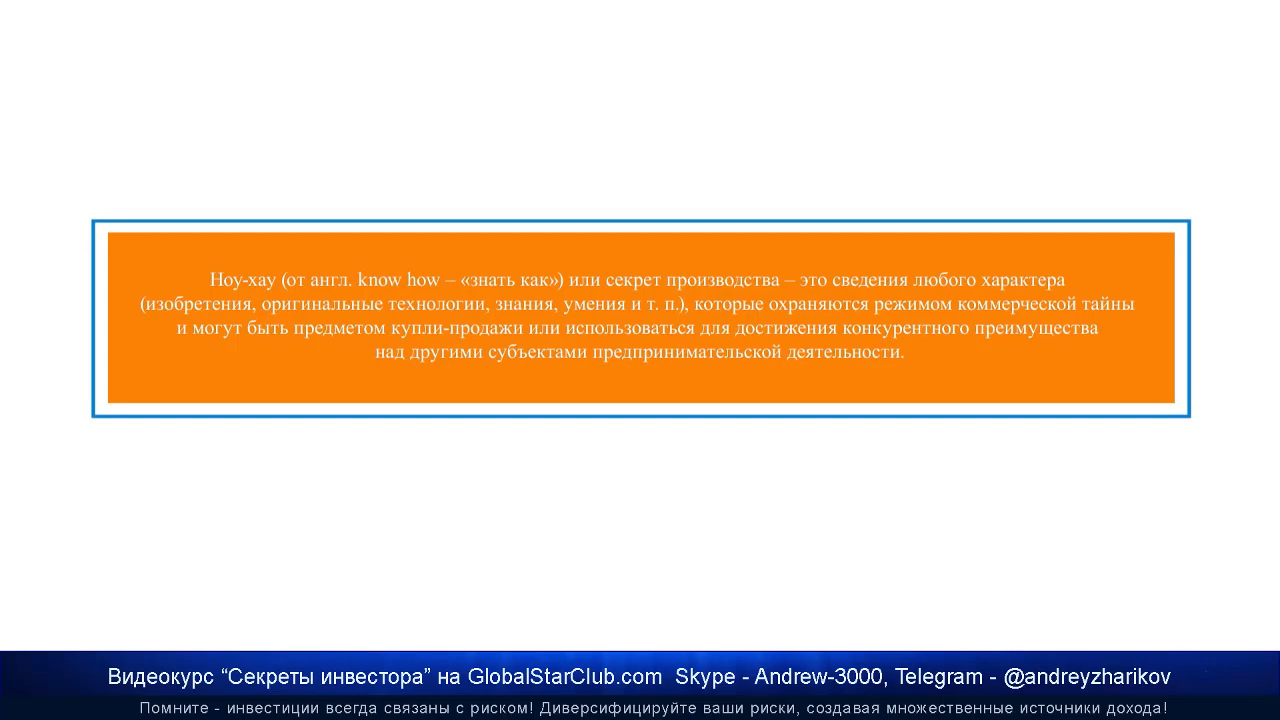 Ноу-хау (от англ. know how – «знать как») или секрет производства – это сведения любого характера
(изобретения, оригинальные технологии, знания, умения и т. п.), которые охраняются режимом коммерческой тайны
и могут быть предметом купли-продажи или использоваться для достижения конкурентного преимущества
над другими субъектами предпринимательской деятельности.
Видеокурс “Секреты инвестора” на GlobalStarClub.com Skype - Andrew-3000, Telegram - @andreyzharikov
Помните - инвестиции всегда связаны с риском! Диверсифицируйте ваши риски, создавая множественные источники дохода!